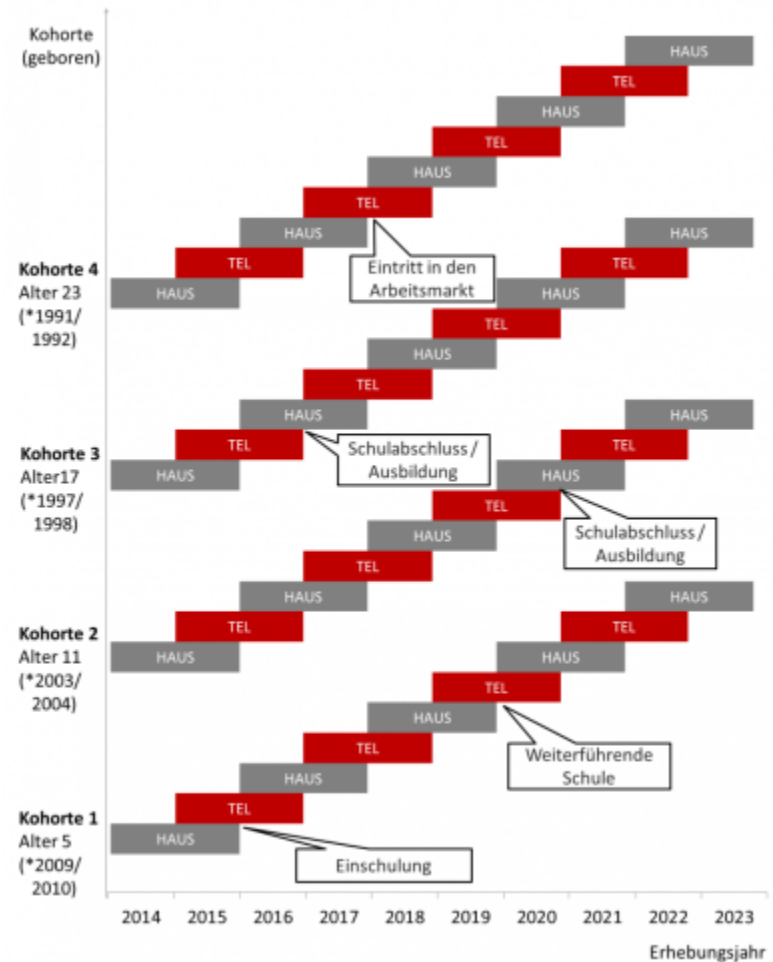 Kohorte
(geboren)
HAUS
TEL
HAUS
TEL
HAUS
TEL
HAUS
TEL
HAUS
Eintritt in den
Arbeitsmarkt
Kohorte 4
Alter 23
(*1991/
1992)
HAUS
TEL
HAUS
TEL
HAUS
TEL
HAUS
TEL
HAUS
Schulabschluss /
Ausbildung
Kohorte 3
Alter17
(*1997/
1998)
HAUS
TEL
HAUS
TEL
HAUS
TEL
HAUS
TEL
HAUS
Schulabschluss /
Ausbildung
Kohorte 2
Alter 11
(*2003/
2004)
HAUS
TEL
HAUS
TEL
HAUS
TEL
HAUS
TEL
HAUS
Weiterführende
Schule
Kohorte 1
Alter 5
(*2009/
2010)
Einschulung
2014 2015 2016 2017 2018 2019 2020 2021 2022 2023
Erhebungsjahr